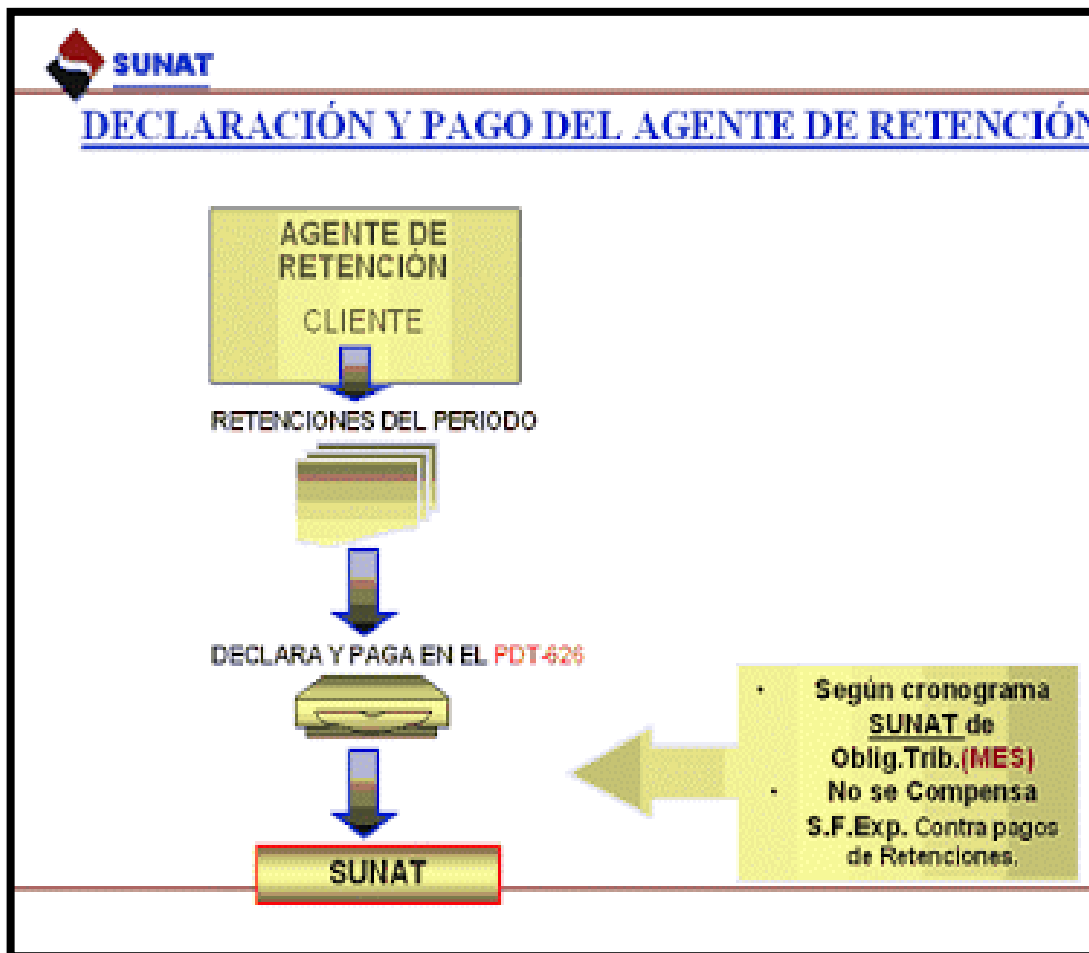 SUNAT
DECLARACIÓN Y PAGO DEL AGENTE DE RETENCIÓN
AGENTE DE
RETENCIÓN
CLIENTE
RETENCIONES DEL PERIODO
DECLARA Y PAGA EN EL PDT-626
• Según cronograma
SUNAT de
Oblig.Trib.(MES)
• No se Compensa
S.F.Exp. Contra pagos
de Retenciones.
SUNAT